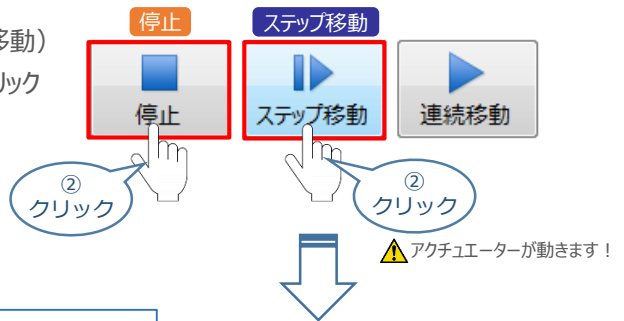 停止
ステップ移動
移動）
リック
停止
ステップ移動
連続移動
②
クリック
②
クリック
アクチュエーターが動きます！